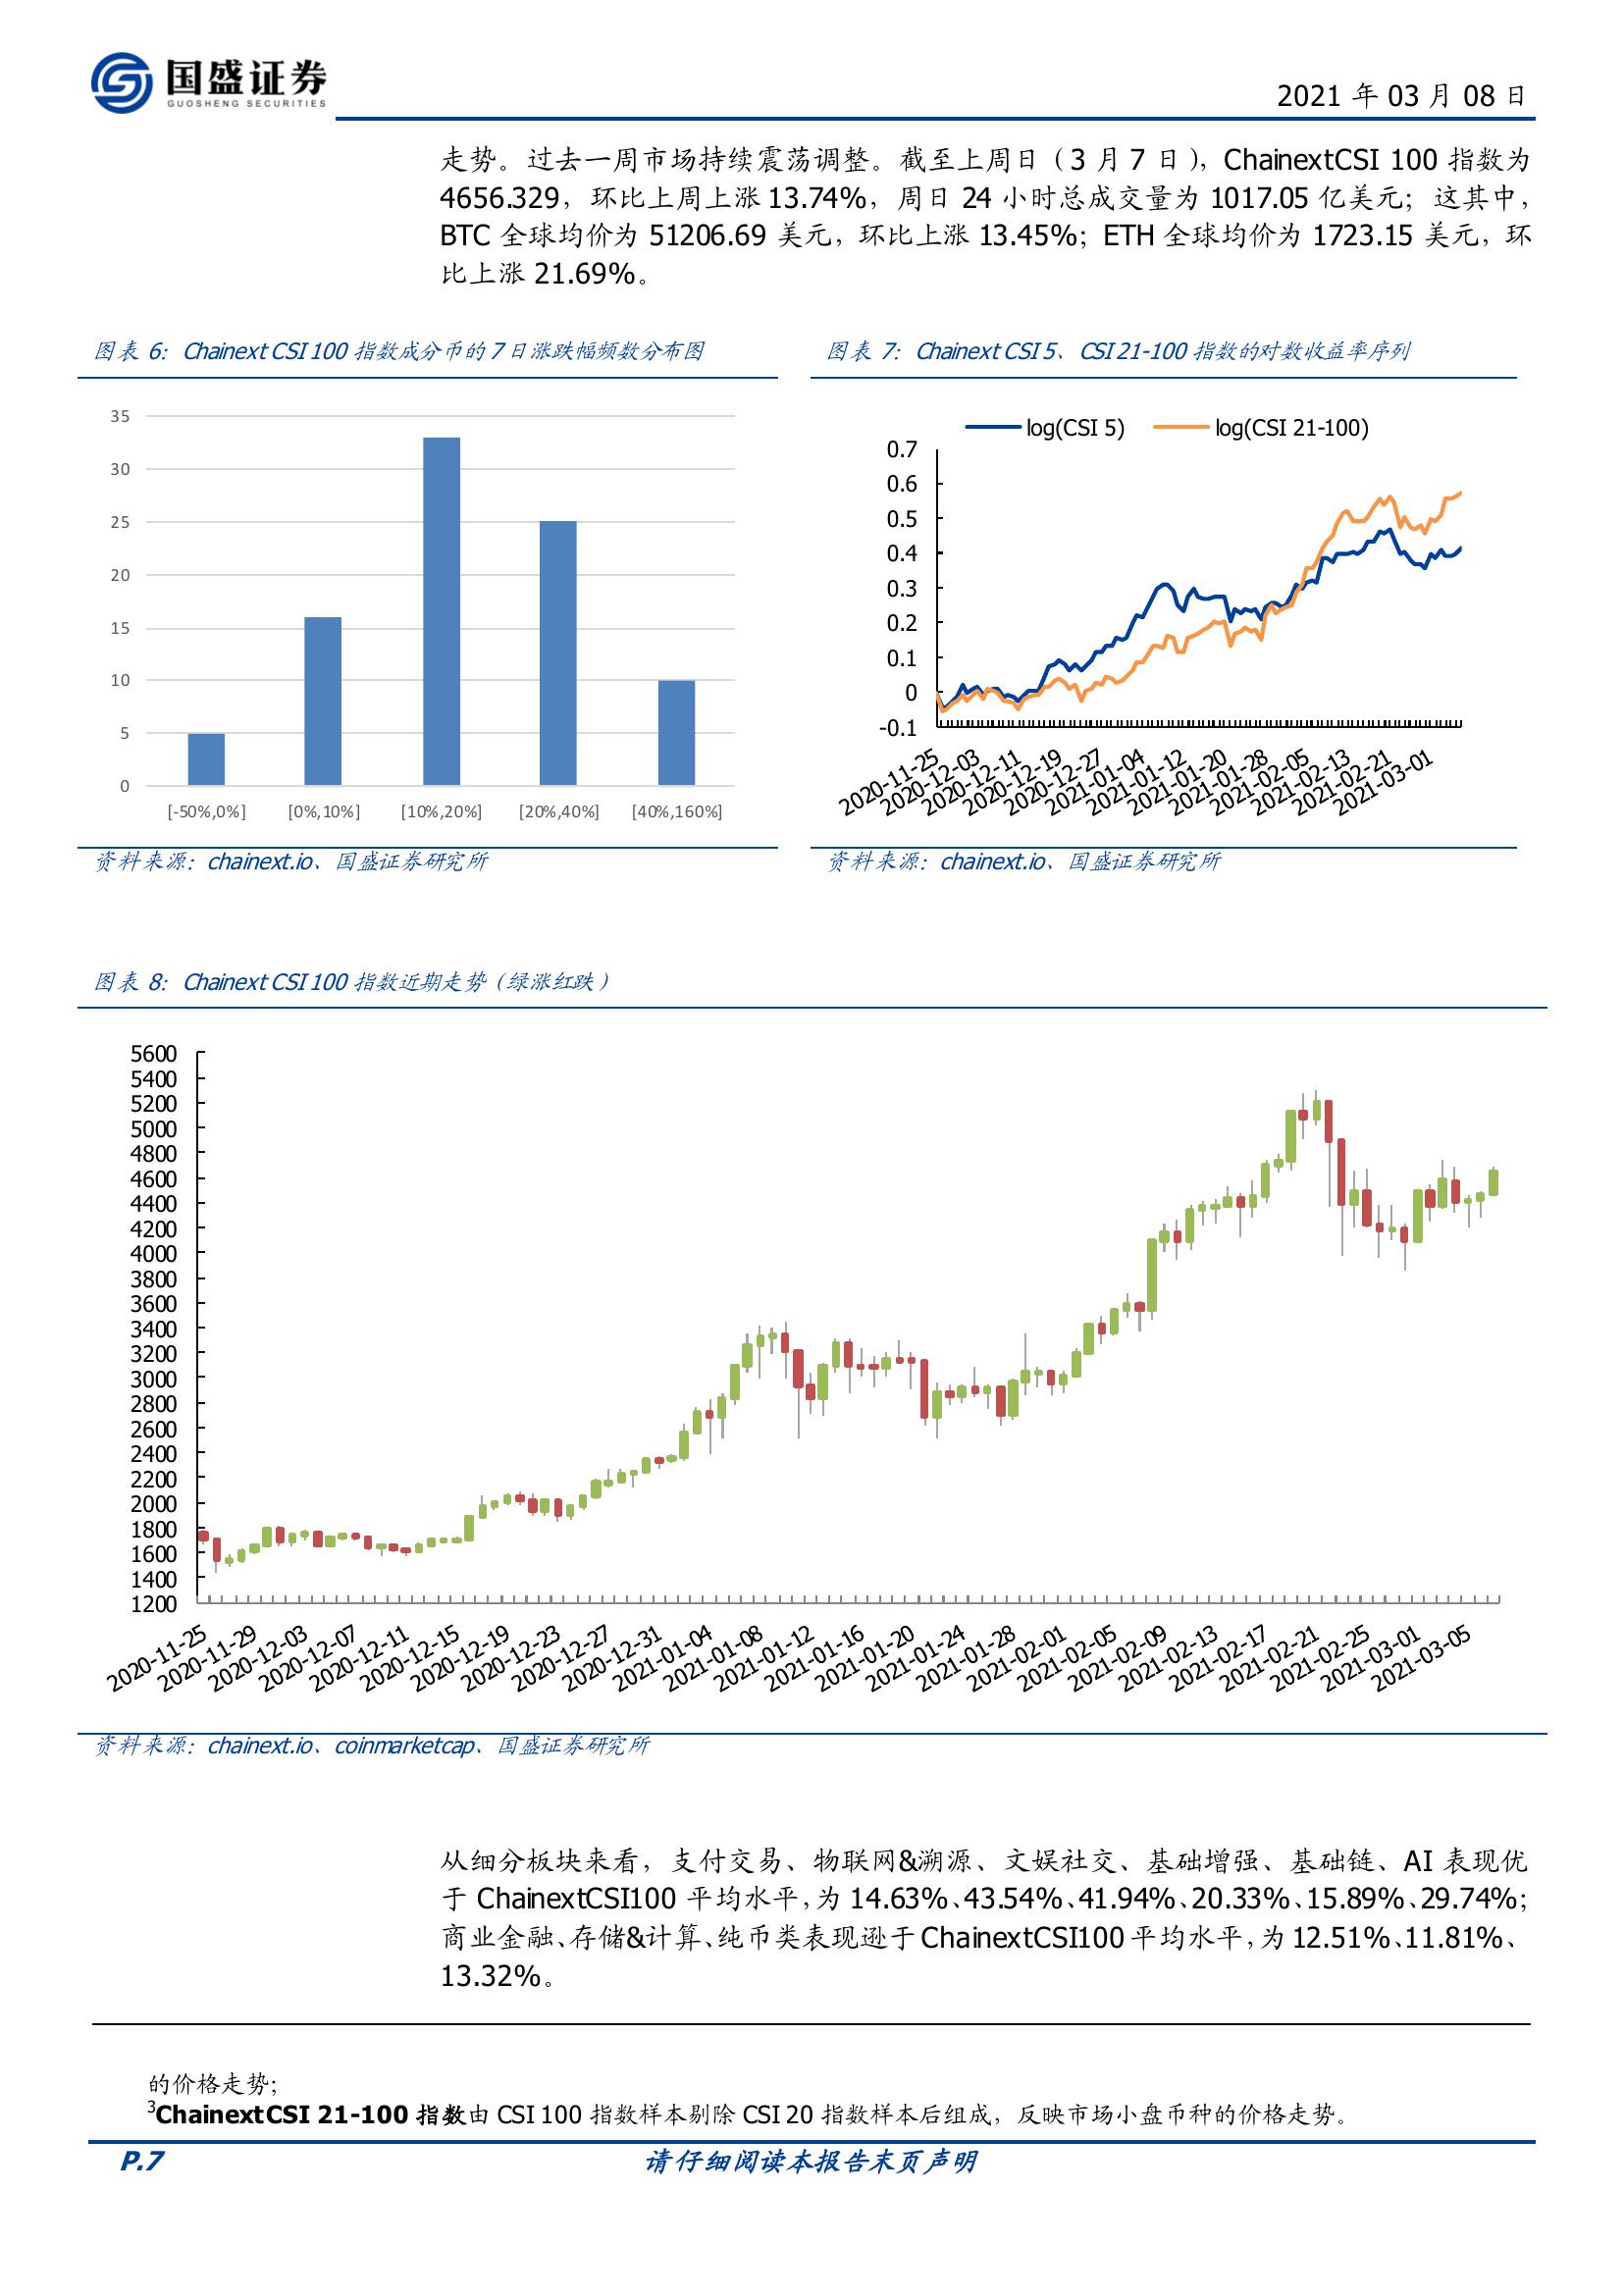 国盛证券
GUOSHENG SECURITIES
2021 年 03 月 08 日
走势。过去一周市场持续震荡调整。截至上周日（3 月 7 日），ChainextCSI 100 指数为
4656.329，环比上周上涨 13.74%，周日 24 小时总成交量为 1017.05 亿美元；这其中，
BTC 全球均价为 51206.69 美元，环比上涨 13.45%；ETH 全球均价为 1723.15 美元，环
比上涨 21.69%。
图表 6：Chainext CSI 100 指数成分币的 7 日涨跌幅频数分布图
35
30
25
20
15
10
5
0
[-50%,0%] [0%,10%] [10%,20%] [20%,40%] [40%,160%]
资料来源：chainext.io、国盛证券研究所
图表 7：Chainext CSI 5、CSI 21-100 指数的对数收益率序列
log(CSI 5) log(CSI 21-100)
0.7
0.6
0.5
0.4
0.3
0.2
0.1
0
-0.1
2020-11-25 2020-12-03 2020-12-11 2020-12-19 2020-12-27 2021-01-04 2021-01-12 2021-01-20 2021-01-28 2021-02-05 2021-02-13 2021-02-21 2021-03-01
资料来源：chainext.io、国盛证券研究所
图表 8：Chainext CSI 100 指数近期走势（绿涨红跌）
5600
5400
5200
5000
4800
4600
4400
4200
4000
3800
3600
3400
3200
3000
2800
2600
2400
2200
2000
1800
1600
1400
1200
2020-11-25 2020-11-29 2020-12-03 2020-12-07 2020-12-11 2020-12-15 2020-12-19 2020-12-23 2020-12-27 2020-12-31 2021-01-04 2021-01-08 2021-01-12 2021-01-16 2021-01-20 2021-01-24 2021-01-28 2021-02-01 2021-02-05 2021-02-09 2021-02-13 2021-02-17 2021-02-21 2021-02-25 2021-03-01 2021-03-05
资料来源：chainext.io、coinmarketcap、国盛证券研究所
从细分板块来看，支付交易、物联网&溯源、文娱社交、基础增强、基础链、AI 表现优
于 ChainextCSI100 平均水平，为 14.63%、43.54%、41.94%、20.33%、15.89%、29.74%；
商业金融、存储&计算、纯币类表现逊于 ChainextCSI100 平均水平，为 12.51%、11.81%、
13.32%。
的价格走势；
3ChainextCSI 21-100 指数由 CSI 100 指数样本剔除 CSI 20 指数样本后组成，反映市场小盘币种的价格走势。
P.7 请仔细阅读本报告末页声明